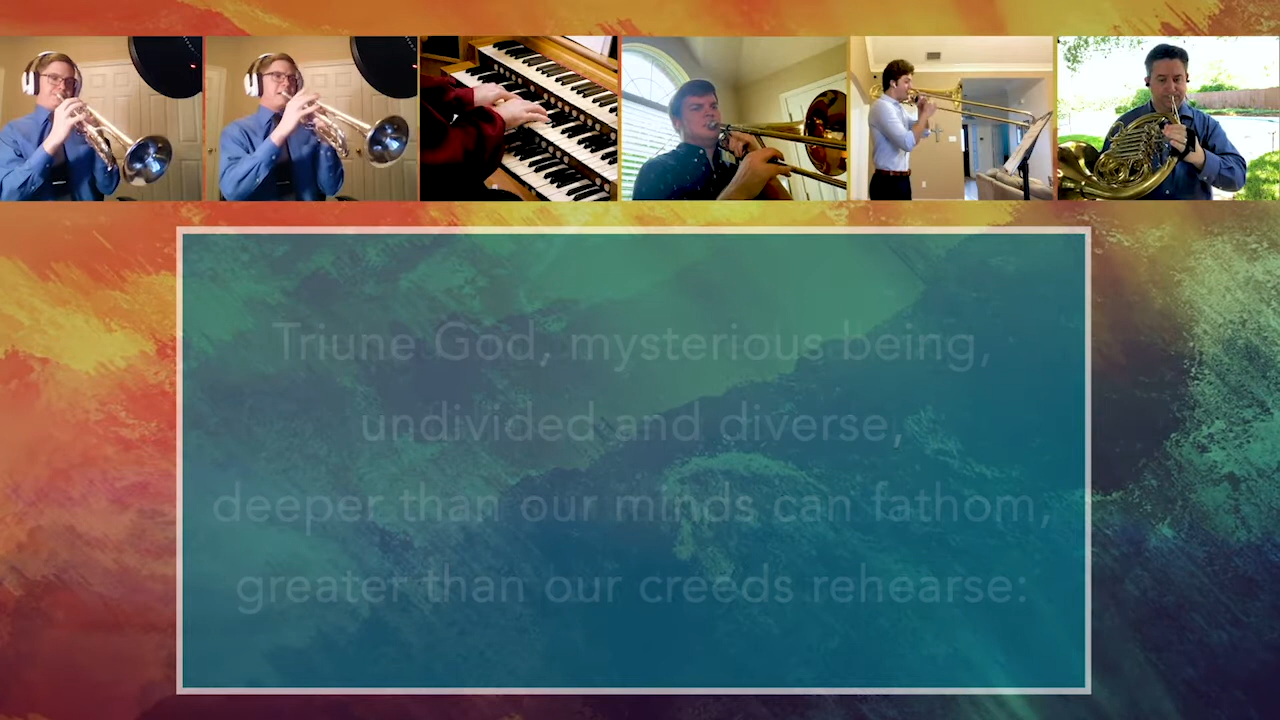 Triune God, mysterious being,
undivided and diverse,
deeper than our minds can fathom,
greater than our creeds rehearse: